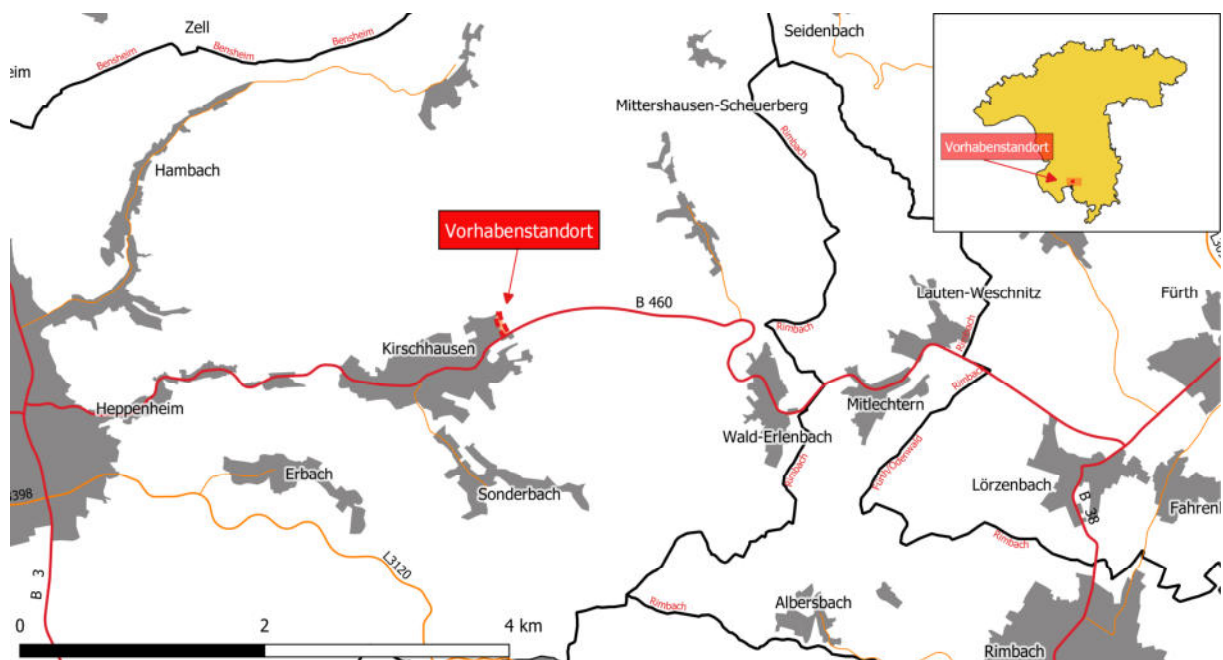 Zell
Bensheim
Bensheim
Bensheim
eim
Seidenbach
Mittershausen-Scheuerberg
Rimbach
Vorhabenstandort
Hambach
Vorhabenstandort
B 460
Lauten-Weschnitz
Fürth
Rimbach
Rimbach
Kirschhausen
Rimbach
Heppenheim
Mitlechtern
Wald-Erlenbach
Rimbach
Fürth/Odenwald
Erbach
Sonderbach
Lörzenbach
B 38
Fahrenb
L3120
Rimbach
B 3
Albersbach
Rimbach
Rimbach
0 2 4 km